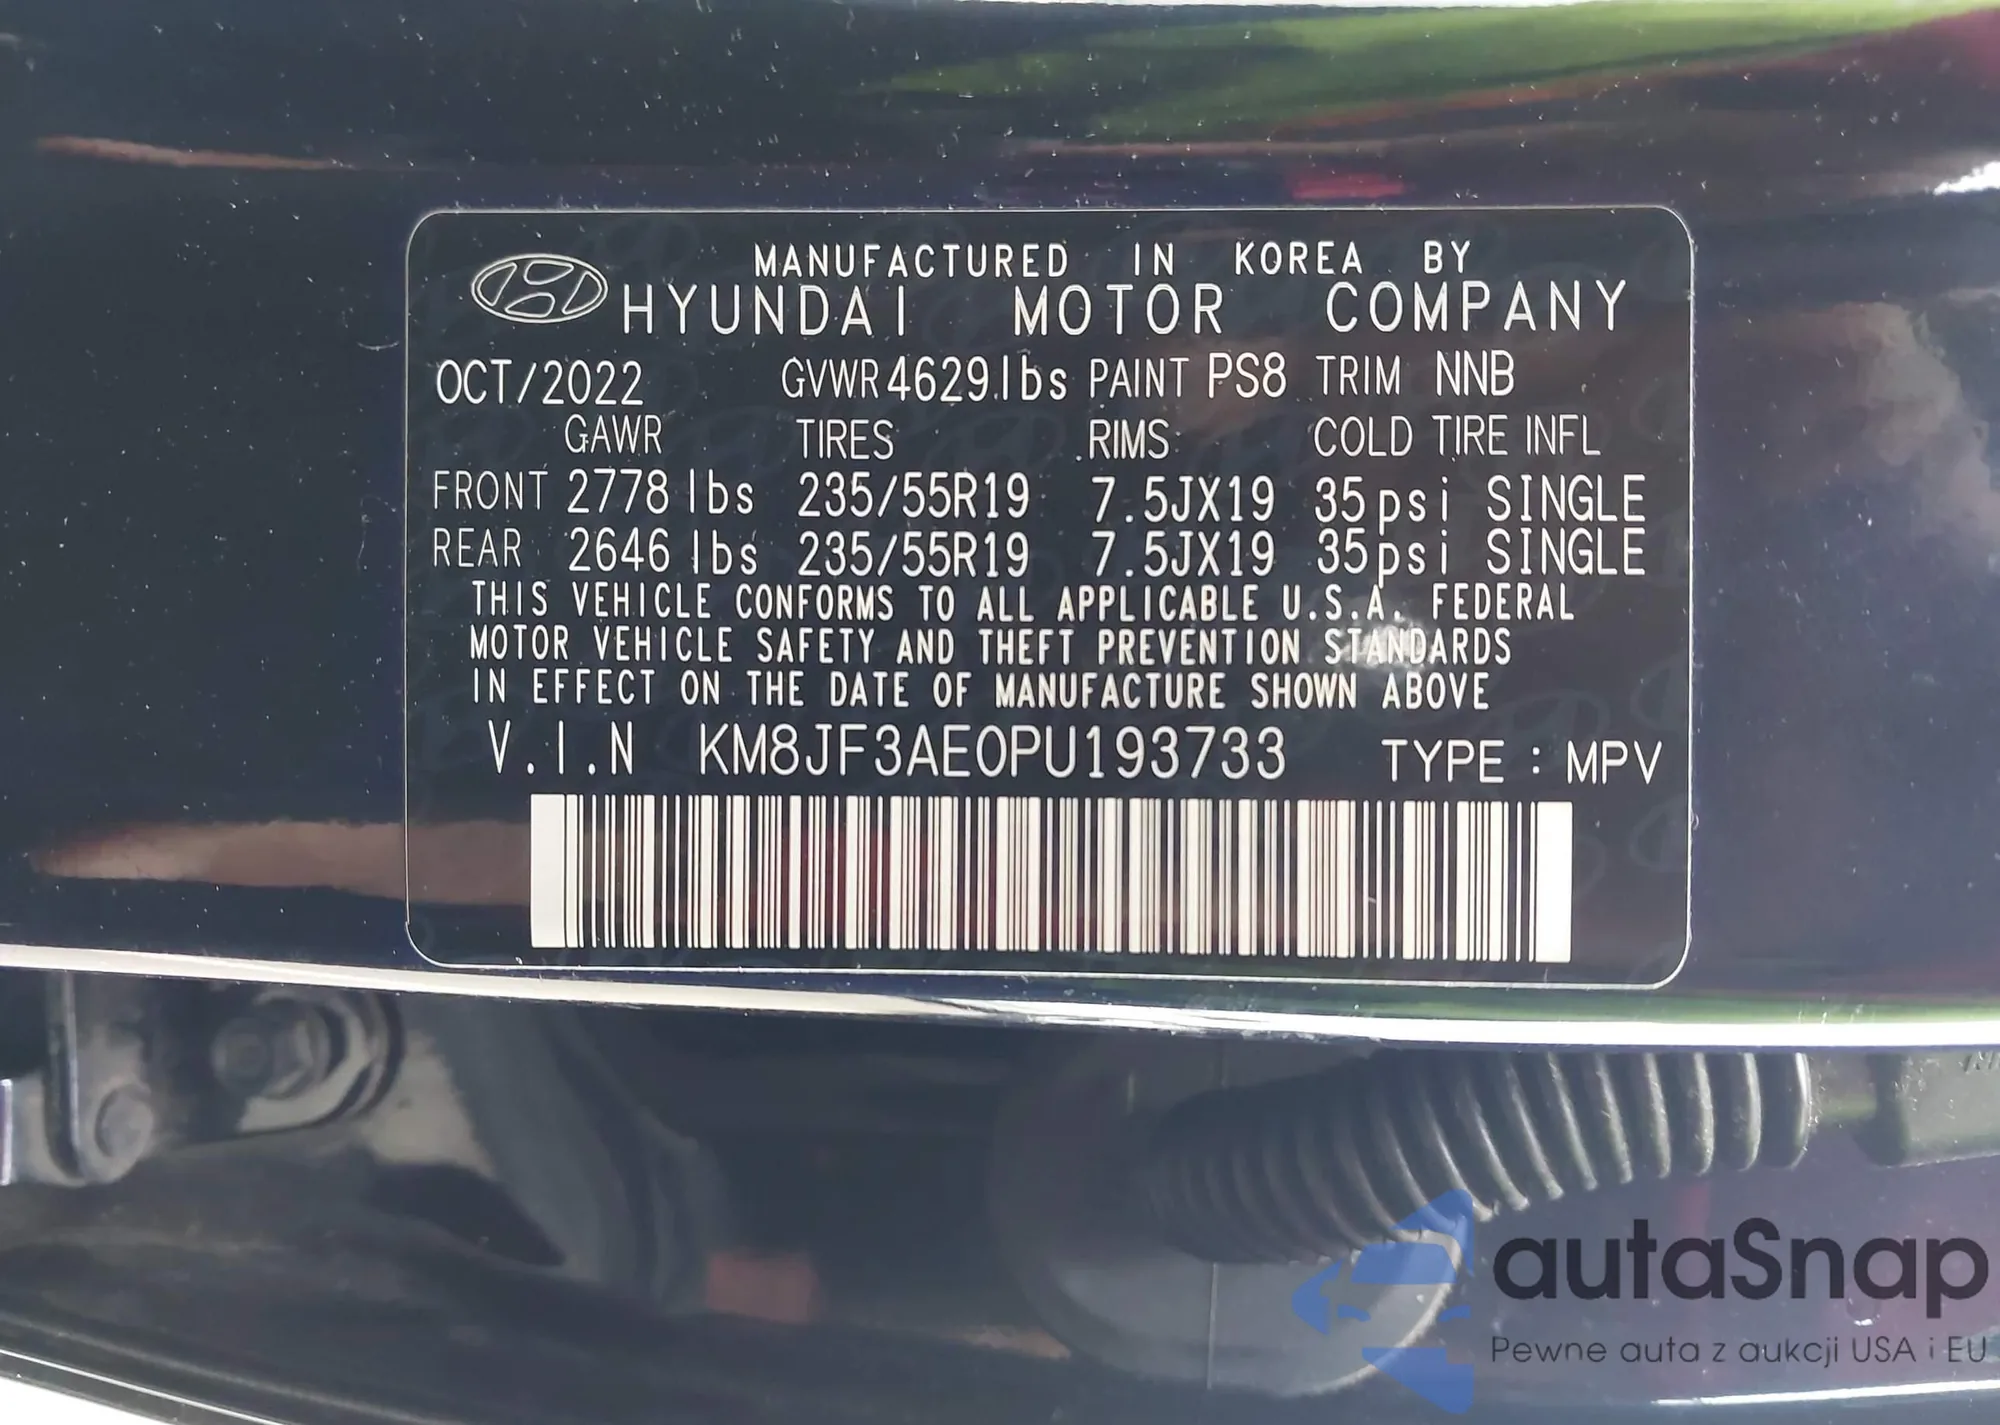 MANUFACTURED IN KOREA BY
HYUNDAI MOTOR COMPANY
OCT/2022 GVWR 4629 lbs PAINT PS8 TRIM NNB
GAWR TIRES RIMS COLD TIRE INFL
FRONT 2778 lbs 235/55R19 7.5JX19 35psi SINGLE
REAR 2646 lbs 235/55R19 7.5JX19 35psi SINGLE
THIS VEHICLE CONFORMS TO ALL APPLICABLE U.S.A. FEDERAL
MOTOR VEHICLE SAFETY AND THEFT PREVENTION STANDARDS
IN EFFECT ON THE DATE OF MANUFACTURE SHOWN ABOVE
V.I.N KM8JF3AE0PU193733 TYPE : MPV
autaSnap
Pewne auta z aukcji USA i EU